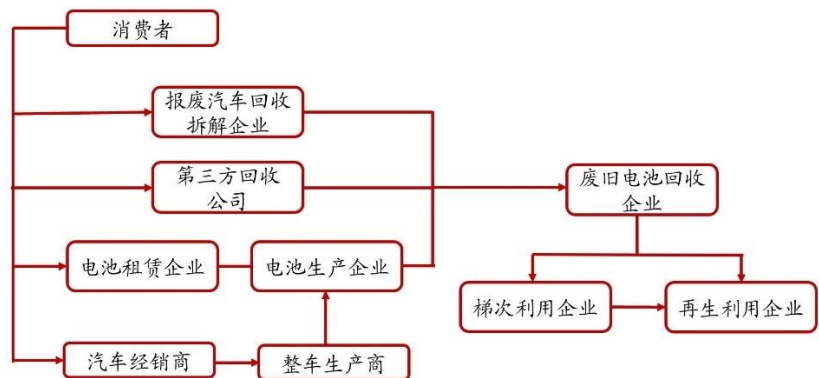 消费者
报废汽车回收
拆解企业
第三方回收
公司
废旧电池回收
企业
电池租赁企业
电池生产企业
梯次利用企业
再生利用企业
汽车经销商
整车生产商